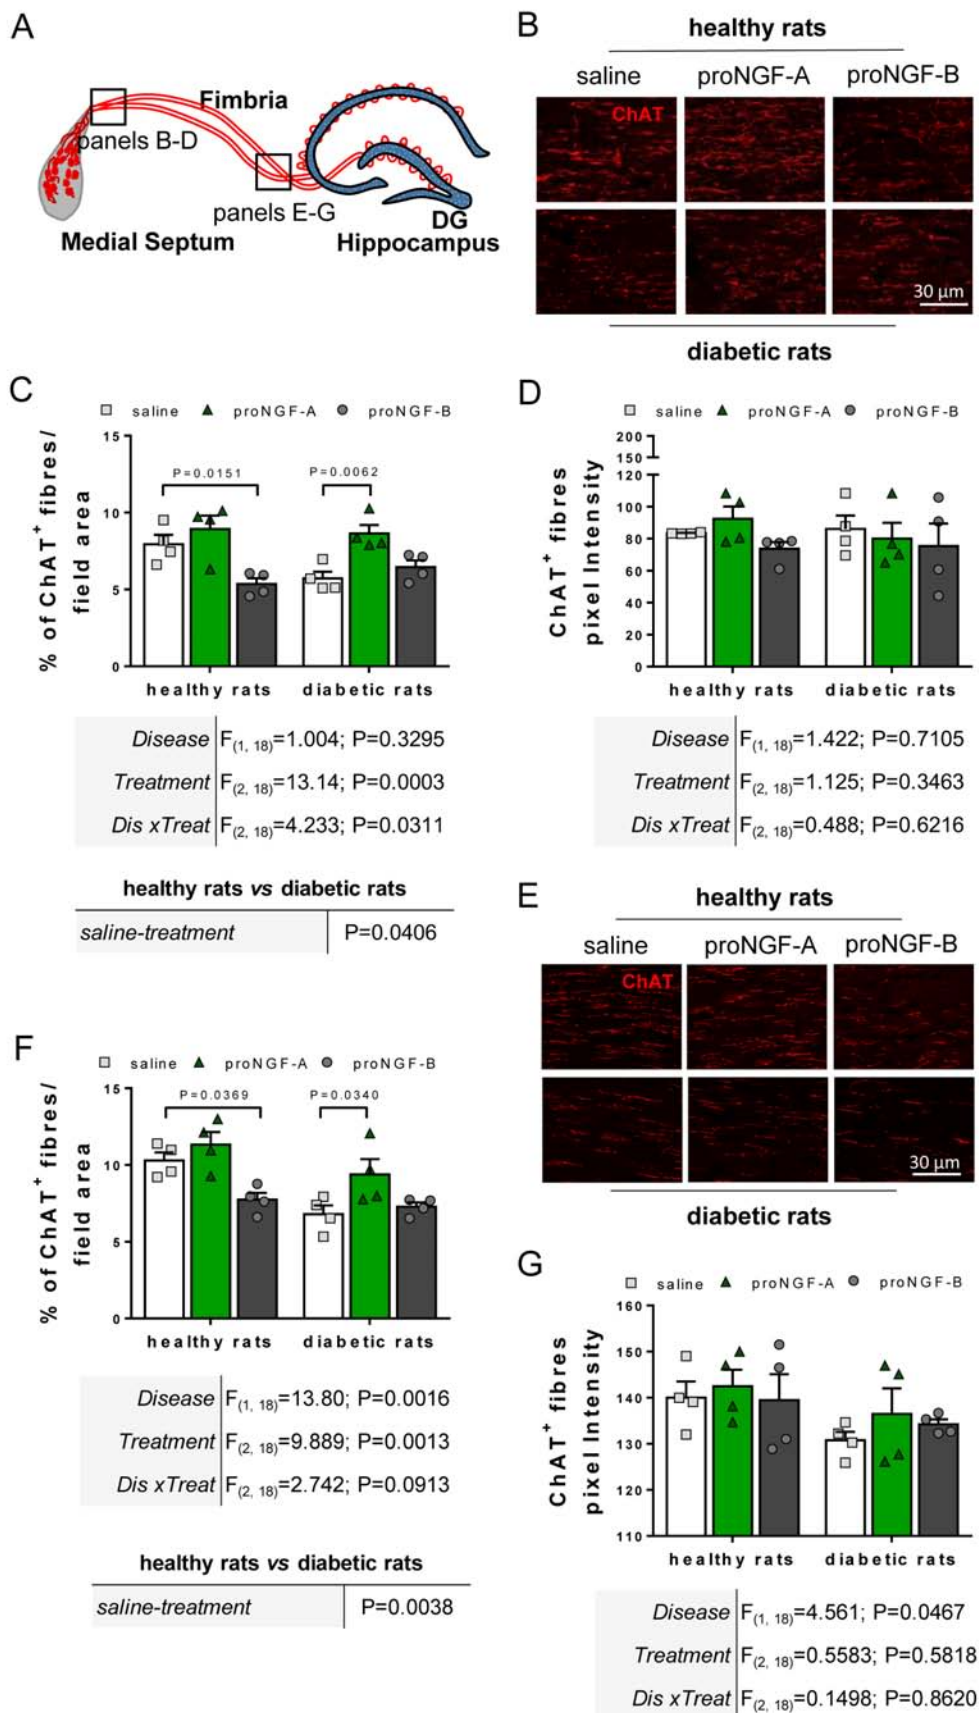 A
Fimbria
panels B-D
panels E-G
DG
Medial Septum
Hippocampus
B
healthy rats
saline proNGF-A proNGF-B
ChAT
30 µm
diabetic rats
C
saline proNGF-A proNGF-B
% of ChAT+ fibres/
field area
15
10
5
0
P=0.0151
P=0.0062
healthy rats diabetic rats
Disease F(1, 18)=1.004; P=0.3295
Treatment F(2, 18)=13.14; P=0.0003
Dis xTreat F(2, 18)=4.233; P=0.0311
healthy rats vs diabetic rats
saline-treatment P=0.0406
D
saline proNGF-A proNGF-B
ChAT+ fibres
pixel Intensity
200
150
120
100
80
60
40
20
0
healthy rats diabetic rats
Disease F(1, 18)=1.422; P=0.7105
Treatment F(2, 18)=1.125; P=0.3463
Dis xTreat F(2, 18)=0.488; P=0.6216
E
healthy rats
saline proNGF-A proNGF-B
ChAT
30 µm
diabetic rats
F
saline proNGF-A proNGF-B
% of ChAT+ fibres/
field area
15
10
5
0
P=0.0369
P=0.0340
healthy rats diabetic rats
Disease F(1, 18)=13.80; P=0.0016
Treatment F(2, 18)=9.889; P=0.0013
Dis xTreat F(2, 18)=2.742; P=0.0913
healthy rats vs diabetic rats
saline-treatment P=0.0038
G
saline proNGF-A proNGF-B
ChAT+ fibres
pixel Intensity
160
150
140
130
120
110
healthy rats diabetic rats
Disease F(1, 18)=4.561; P=0.0467
Treatment F(2, 18)=0.5583; P=0.5818
Dis xTreat F(2, 18)=0.1498; P=0.8620